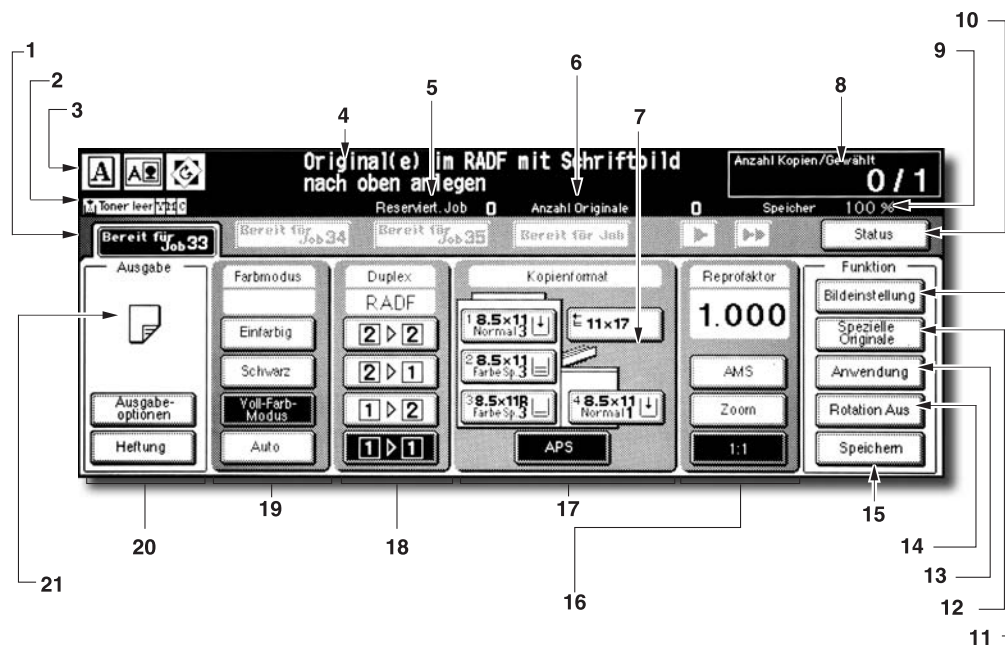 10
1
9
2
8
6
5
7
3
4
A A
Original(e) im RADF mit Schriftbild
nach oben anlegen
Anzahl Kopien/Gewählt
0 / 1
Toner leer
Reserviert. Job 0 Anzahl Originale 0 Speicher 100 %
Bereit für Job 33
Bereit für Job 34
Bereit für Job 35
Bereit für Job
Status
Ausgabe
Ausgabe-
optionen
Heftung
Farbmodus
Einfarbig
Schwarz
Voll-Farb-
Modus
Auto
Duplex
RADF
2 ▷ 2
2 ▷ 1
1 ▷ 2
1 ▷ 1
Kopienformat
1 8.5×11
Normal 3
11×17
2 8.5×11
Farbe Sp. 3
3 8.5×11R
Farbe Sp. 3
4 8.5×11
Normal 1
APS
Reprofaktor
1.000
AMS
Zoom
1:1
Funktion
Bildeinstellung
Spezielle
Originale
Anwendung
Rotation Aus
Speichern
20
19
18
17
16
15
14
13
12
11
21